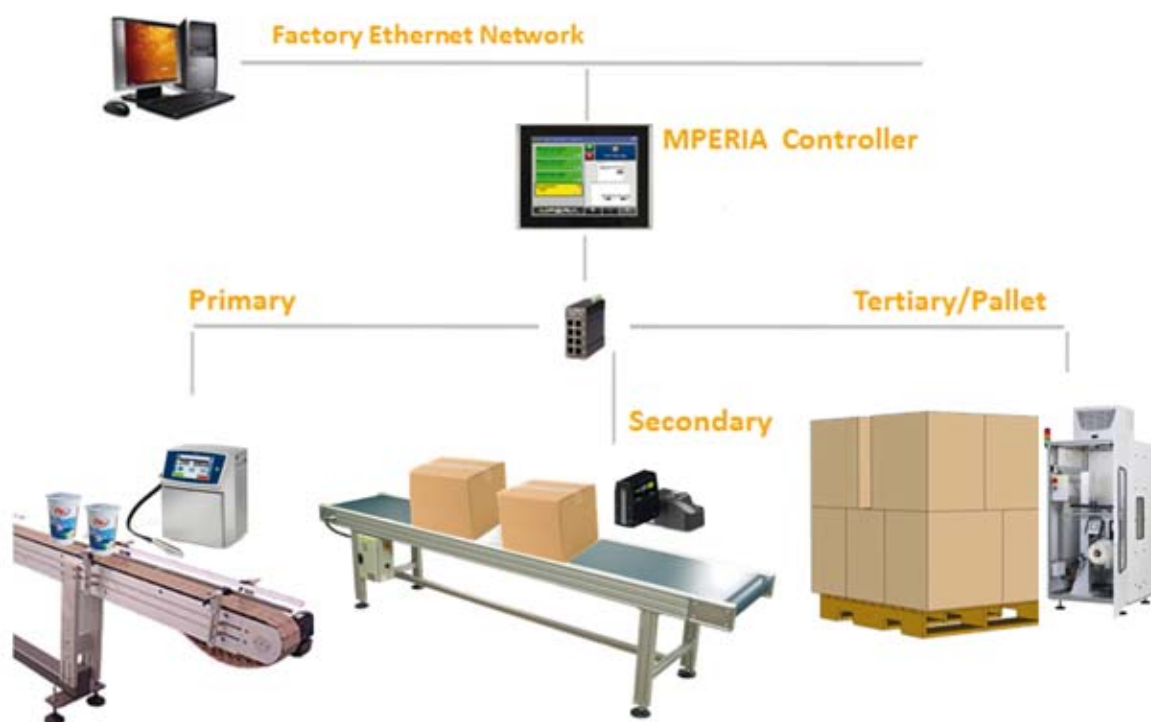 Factory Ethernet Network
MPERIA Controller
Primary
Tertiary/Pallet
Secondary